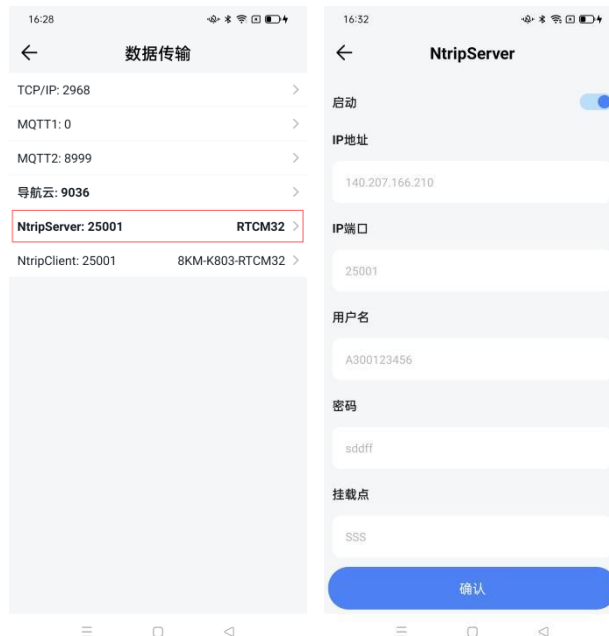 16:28
数据传输
TCP/IP: 2968
MQTT1: 0
MQTT2: 8999
导航云: 9036
NtripServer: 25001 RTCM32
NtripClient: 25001 8KM-K803-RTCM32
16:32
NtripServer
启动
IP地址
140.207.166.210
IP端口
25001
用户名
A300123456
密码
sddff
挂载点
SSS
确认